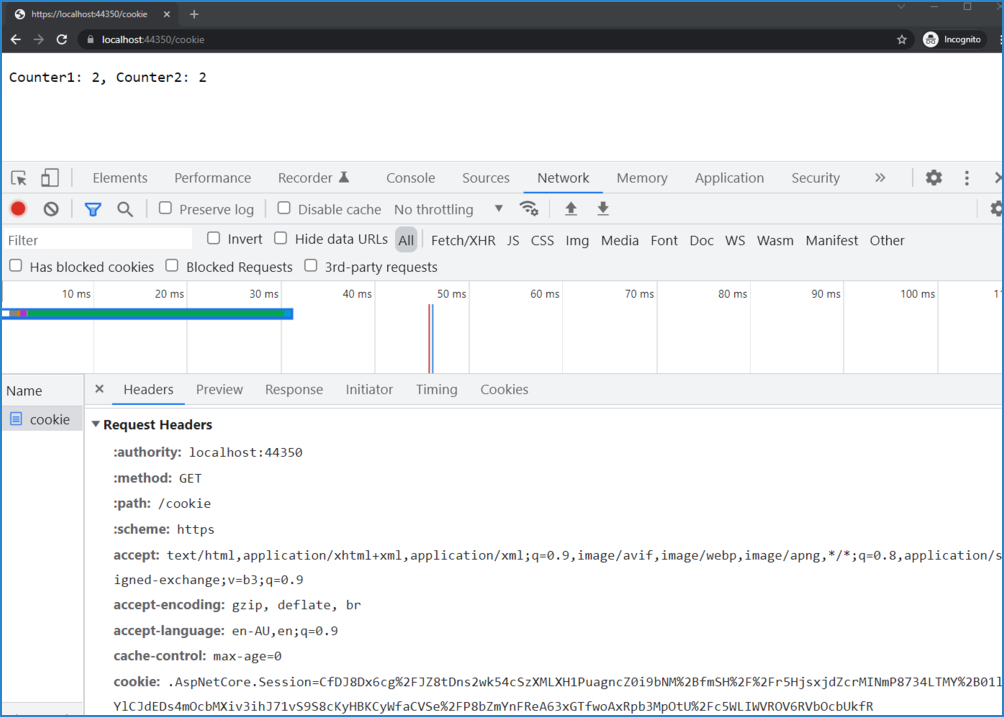 https://localhost:44350/cookie
localhost:44350/cookie
Incognito
Counter1: 2, Counter2: 2
Elements Performance Recorder Console Sources Network Memory Application Security
Preserve log Disable cache No throttling
Filter Invert Hide data URLs All Fetch/XHR JS CSS Img Media Font Doc WS Wasm Manifest Other
Has blocked cookies Blocked Requests 3rd-party requests
10 ms 20 ms 30 ms 40 ms 50 ms 60 ms 70 ms 80 ms 90 ms 100 ms
Name Headers Preview Response Initiator Timing Cookies
cookie
Request Headers
:authority: localhost:44350
:method: GET
:path: /cookie
:scheme: https
accept: text/html,application/xhtml+xml,application/xml;q=0.9,image/avif,image/webp,image/apng,*/*;q=0.8,application/s
igned-exchange;v=b3;q=0.9
accept-encoding: gzip, deflate, br
accept-language: en-AU,en;q=0.9
cache-control: max-age=0
cookie: .AspNetCore.Session=CfDJ8Dx6cg%2FJZ8tDns2wk54cSzXMLXH1PuagncZ0i9bNM%2BfmSH%2F%2Fr5HjsxjdZcrMINmP8734LTMY%2B01l
YlCJdEDs4mOcbMXiv3ihJ71vS9S8cKyHBKCyWfaCVSe%2FP8bZmYnFReA63xGTfwoAxRpb3MpOtU%2Fc5WLIWVROV6RVbOcbUkfR